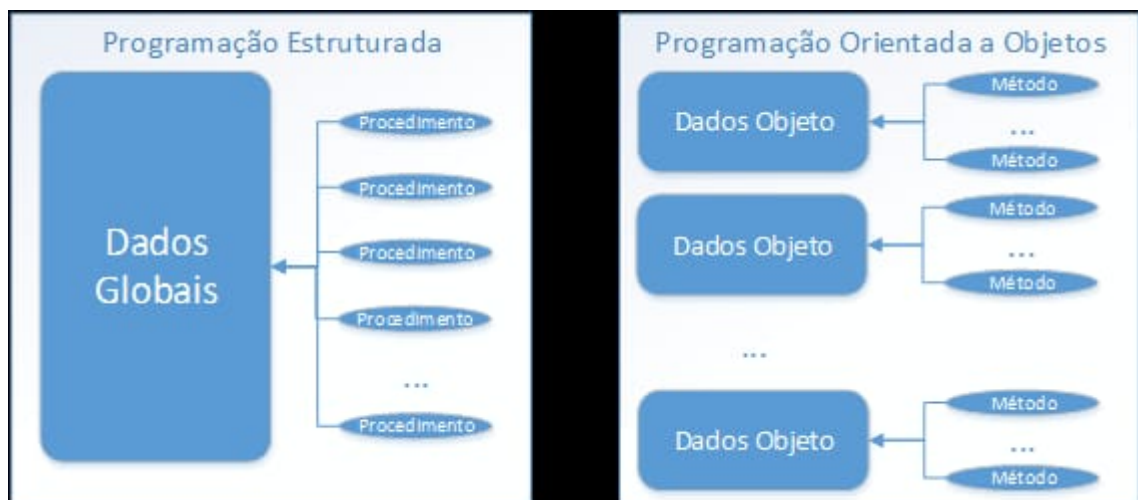 Programação Estruturada
Dados
Globais
Procedimento
Procedimento
Procedimento
Procedimento
...
Procedimento
Programação Orientada a Objetos
Dados Objeto
Método
...
Método
Dados Objeto
Método
...
Método
...
Dados Objeto
Método
...
Método